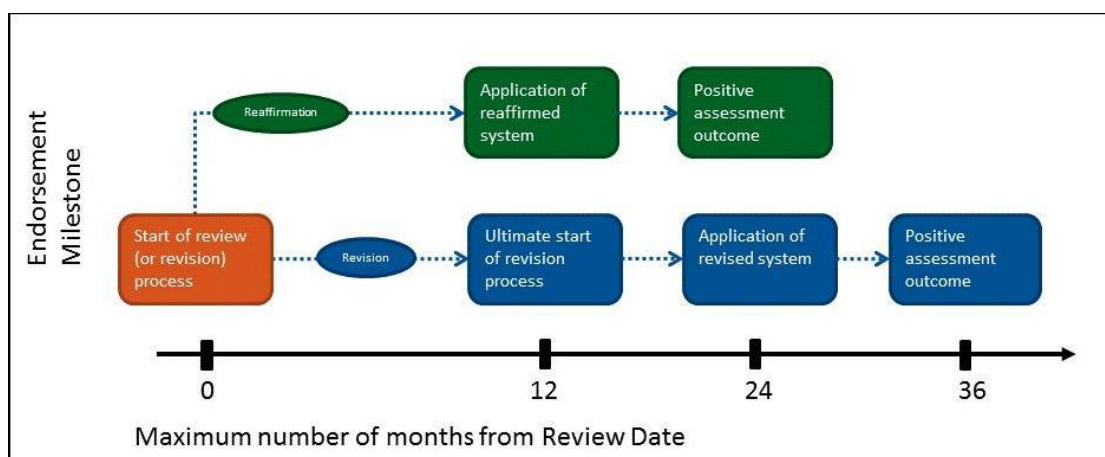 Endorsement
Milestone
Reaffirmation
Application of
reaffirmed
system
Positive
assessment
outcome
Start of review
(or revision)
process
Revision
Ultimate start
of revision
process
Application of
revised system
Positive
assessment
outcome
0
12
24
36
Maximum number of months from Review Date